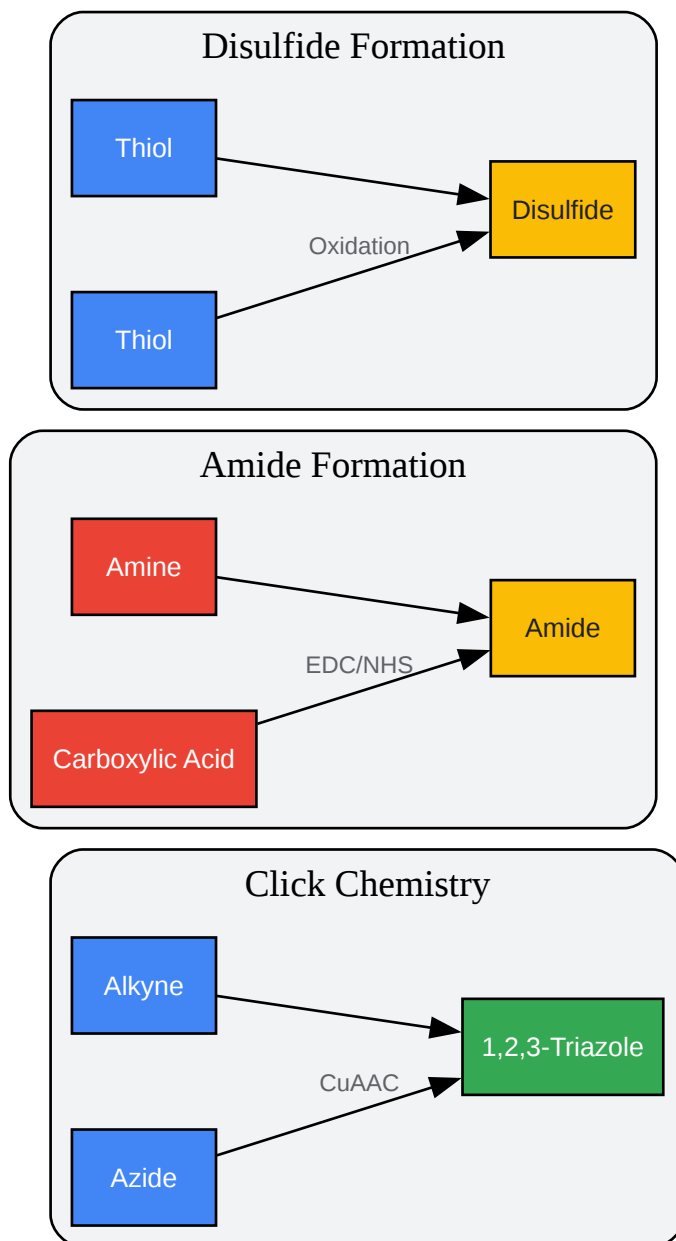 Disulfide Formation
Thiol
Disulfide
Oxidation
Thiol
Amide Formation
Amine
Amide
EDC/NHS
Carboxylic Acid
Click Chemistry
Alkyne
1,2,3-Triazole
CuAAC
Azide